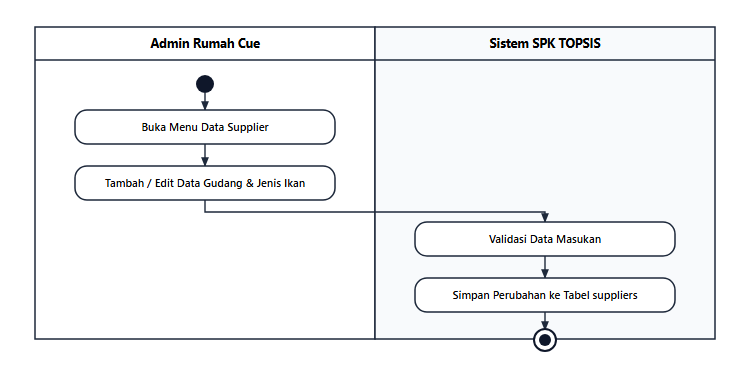 Admin Rumah Cue
Sistem SPK TOPSIS
Buka Menu Data Supplier
Tambah / Edit Data Gudang & Jenis Ikan
Validasi Data Masukan
Simpan Perubahan ke Tabel suppliers